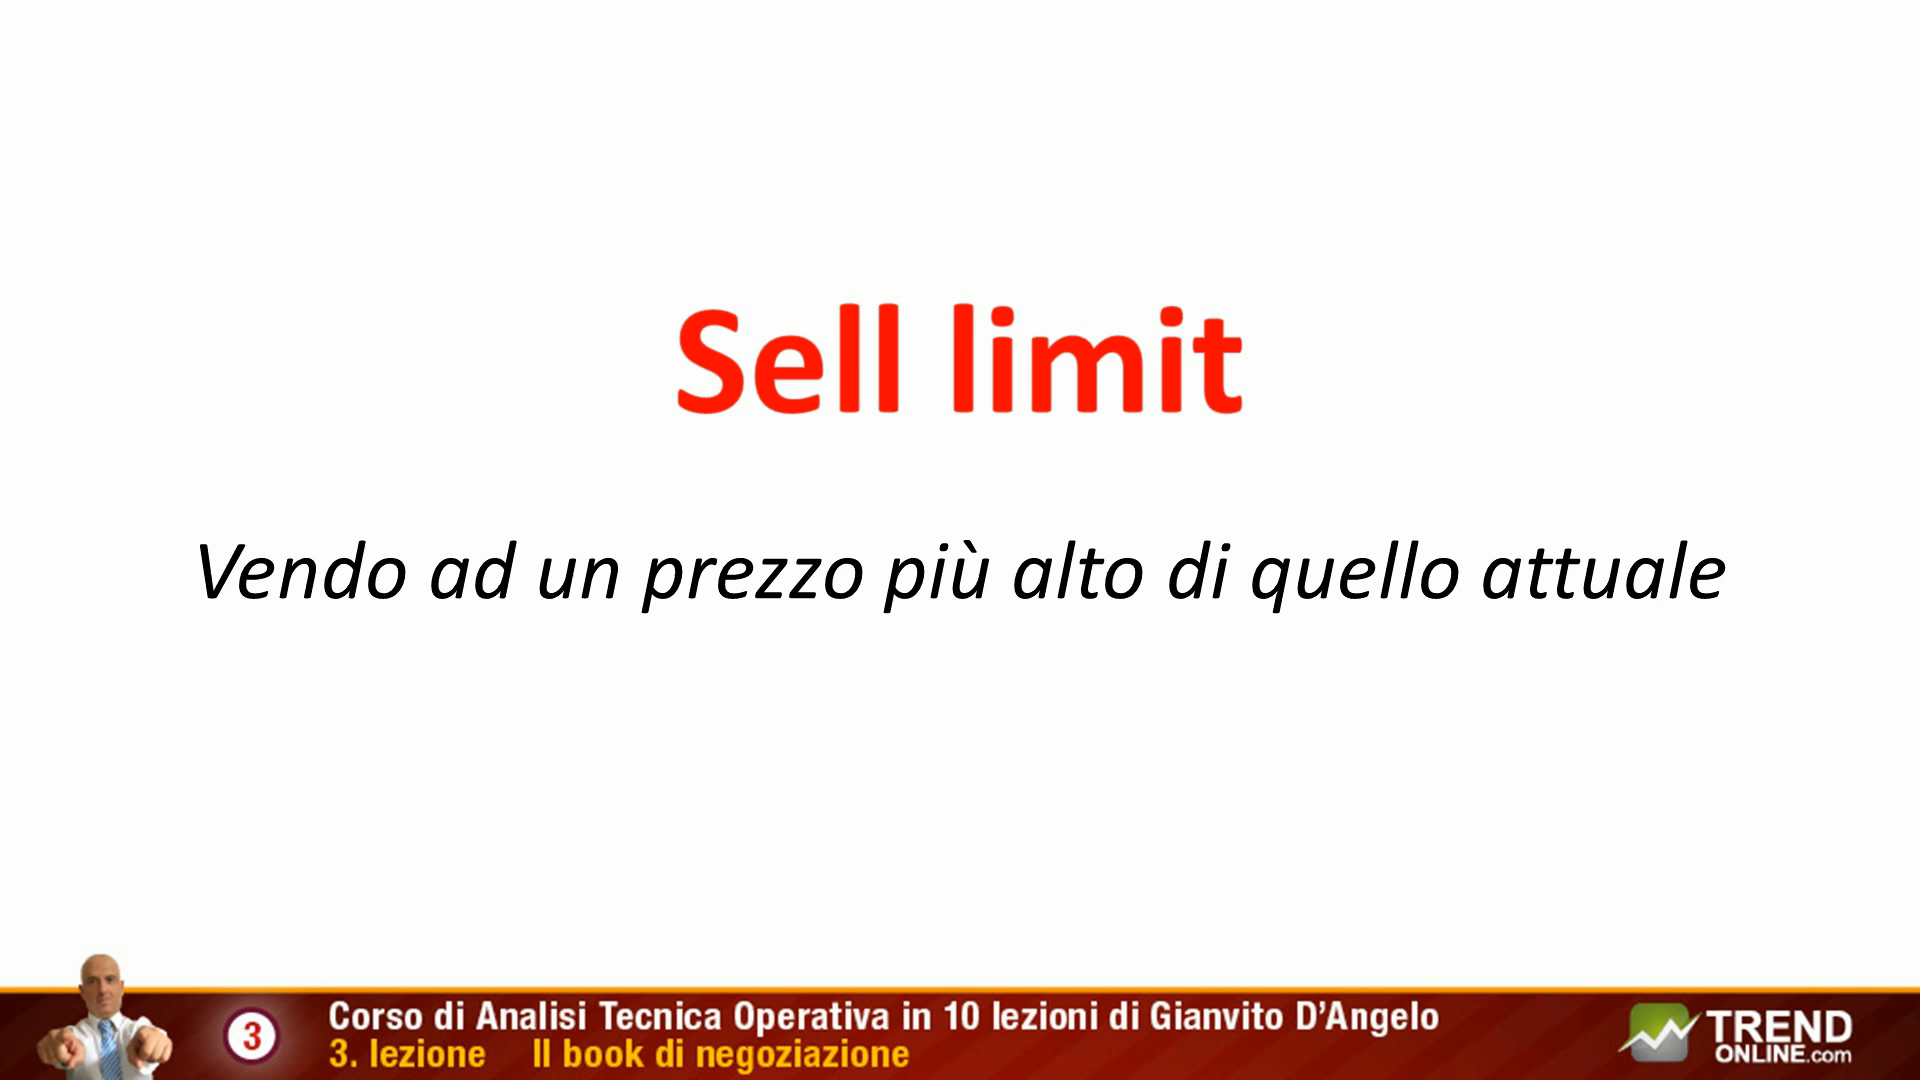 Sell limit
Vendo ad un prezzo più alto di quello attuale
3
Corso di Analisi Tecnica Operativa in 10 lezioni di Gianvito D'Angelo
3. lezione Il book di negoziazione
TREND
ONLINE.com